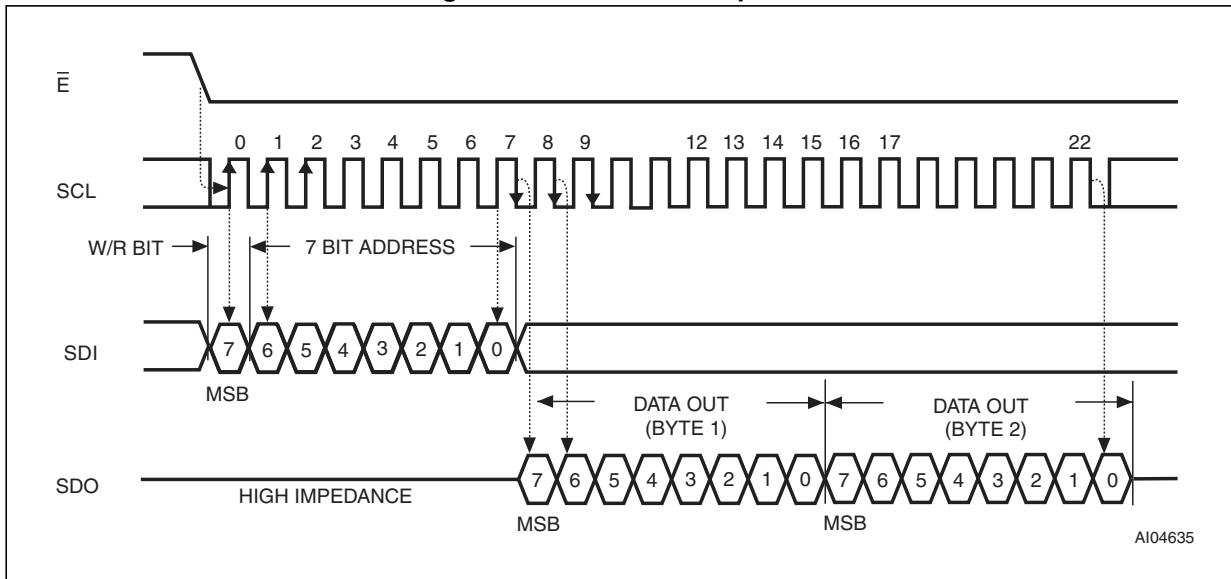 E̅
0 1 2 3 4 5 6 7 8 9 12 13 14 15 16 17 22
SCL
W/R BIT 7 BIT ADDRESS
SDI 7 6 5 4 3 2 1 0
MSB
DATA OUT DATA OUT
(BYTE 1) (BYTE 2)
SDO HIGH IMPEDANCE 7 6 5 4 3 2 1 0 7 6 5 4 3 2 1 0
MSB MSB
AI04635